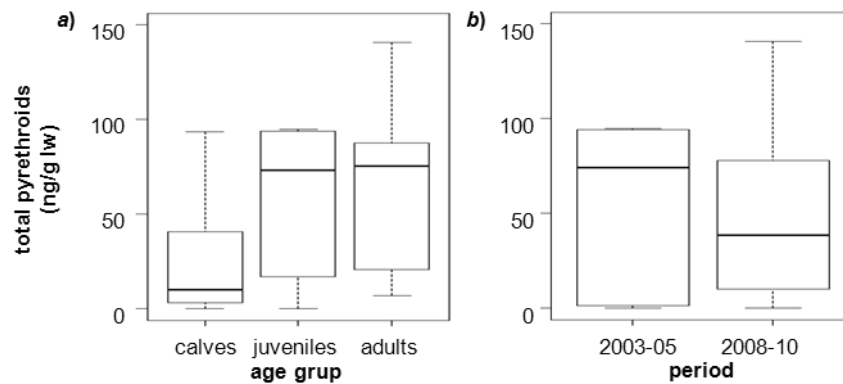 a)
total pyrethroids
(ng/g lw)
150
100
50
0
calves juveniles adults
age grup
b)
150
100
50
0
2003-05 2008-10
period